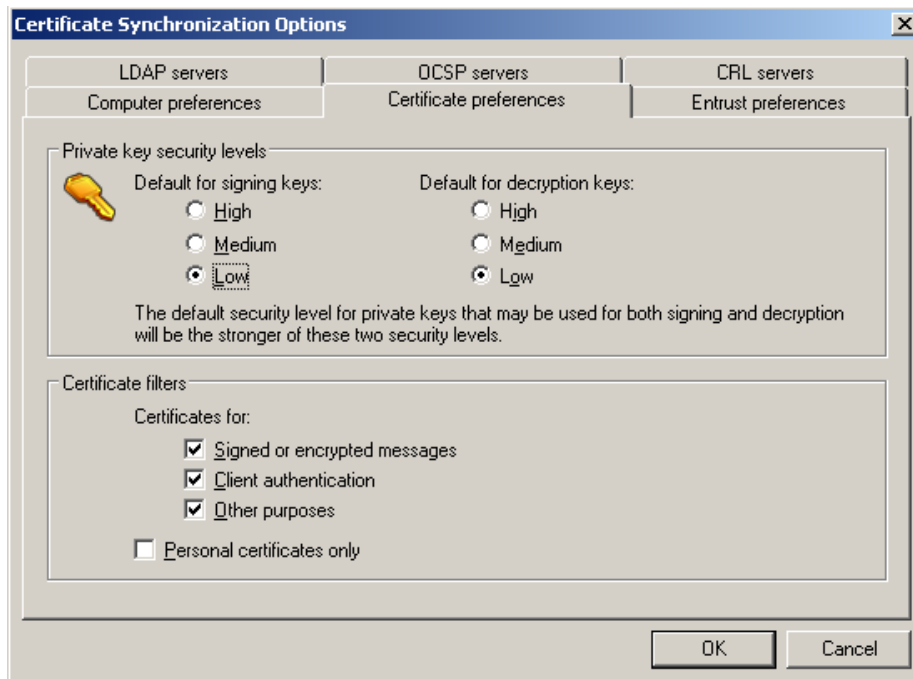 Certificate Synchronization Options
LDAP servers OCSP servers CRL servers
Computer preferences Certificate preferences Entrust preferences
Private key security levels
Default for signing keys: Default for decryption keys:
High High
Medium Medium
Low Low
The default security level for private keys that may be used for both signing and decryption
will be the stronger of these two security levels.
Certificate filters
Certificates for:
Signed or encrypted messages
Client authentication
Other purposes
Personal certificates only
OK Cancel